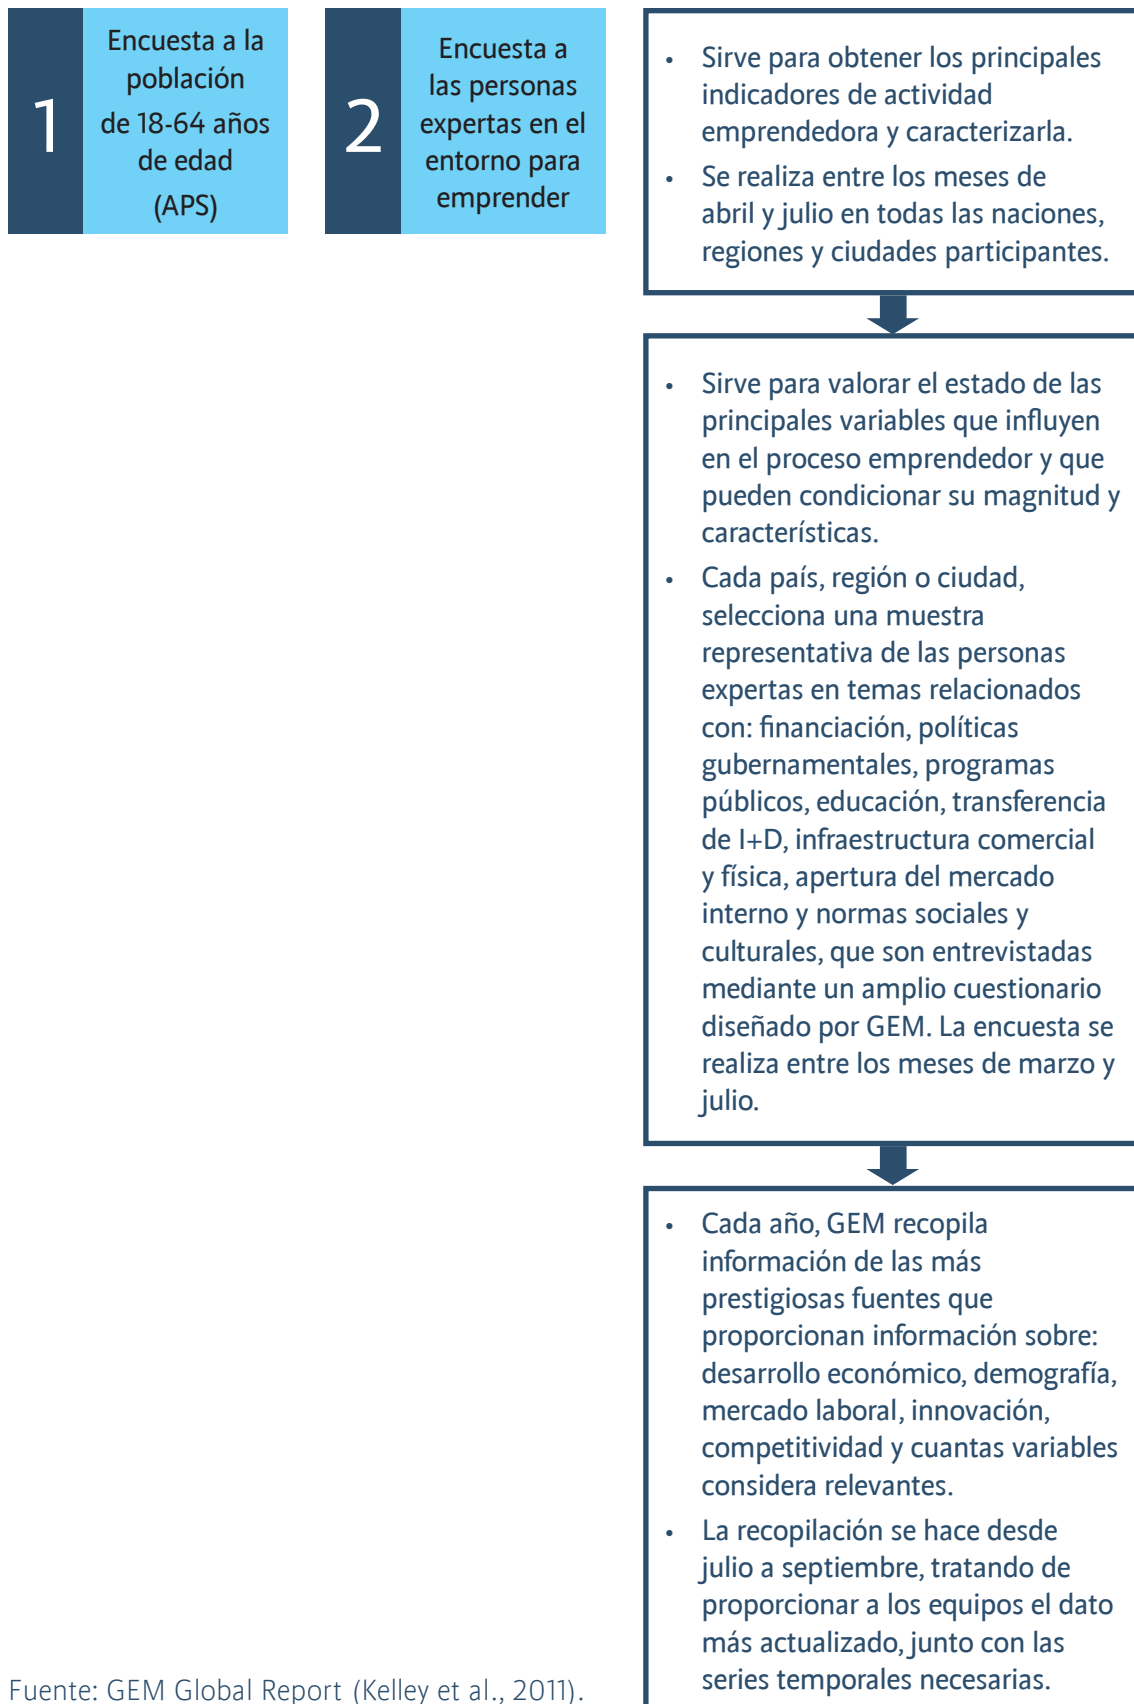 1
Encuesta a la
población
de 18-64 años
de edad
(APS)
2
Encuesta a
las personas
expertas en el
entorno para
emprender
• Sirve para obtener los principales
indicadores de actividad
emprendedora y caracterizarla.
• Se realiza entre los meses de
abril y julio en todas las naciones,
regiones y ciudades participantes.
• Sirve para valorar el estado de las
principales variables que influyen
en el proceso emprendedor y que
pueden condicionar su magnitud y
característícas.
• Cada país, región o ciudad,
selecciona una muestra
representativa de las personas
expertas en temas relacionados
con: financiación, políticas
gubernamentales, programas
públicos, educación, transferencia
de I+D, infraestructura comercial
y física, apertura del mercado
interno y normas sociales y
culturales, que son entrevistadas
mediante un amplio cuestionario
diseñado por GEM. La encuesta se
realiza entre los meses de marzo y
julio.
• Cada año, GEM recopila
información de las más
prestigiosas fuentes que
proporcionan información sobre:
desarrollo económico, demografía,
mercado laboral, innovación,
competitividad y cuantas variables
considera relevantes.
• La recopilación se hace desde
julio a septiembre, tratando de
proporcionar a los equipos el dato
más actualizado, junto con las
series temporales necesarias.
Fuente: GEM Global Report (Kelley et al., 2011).